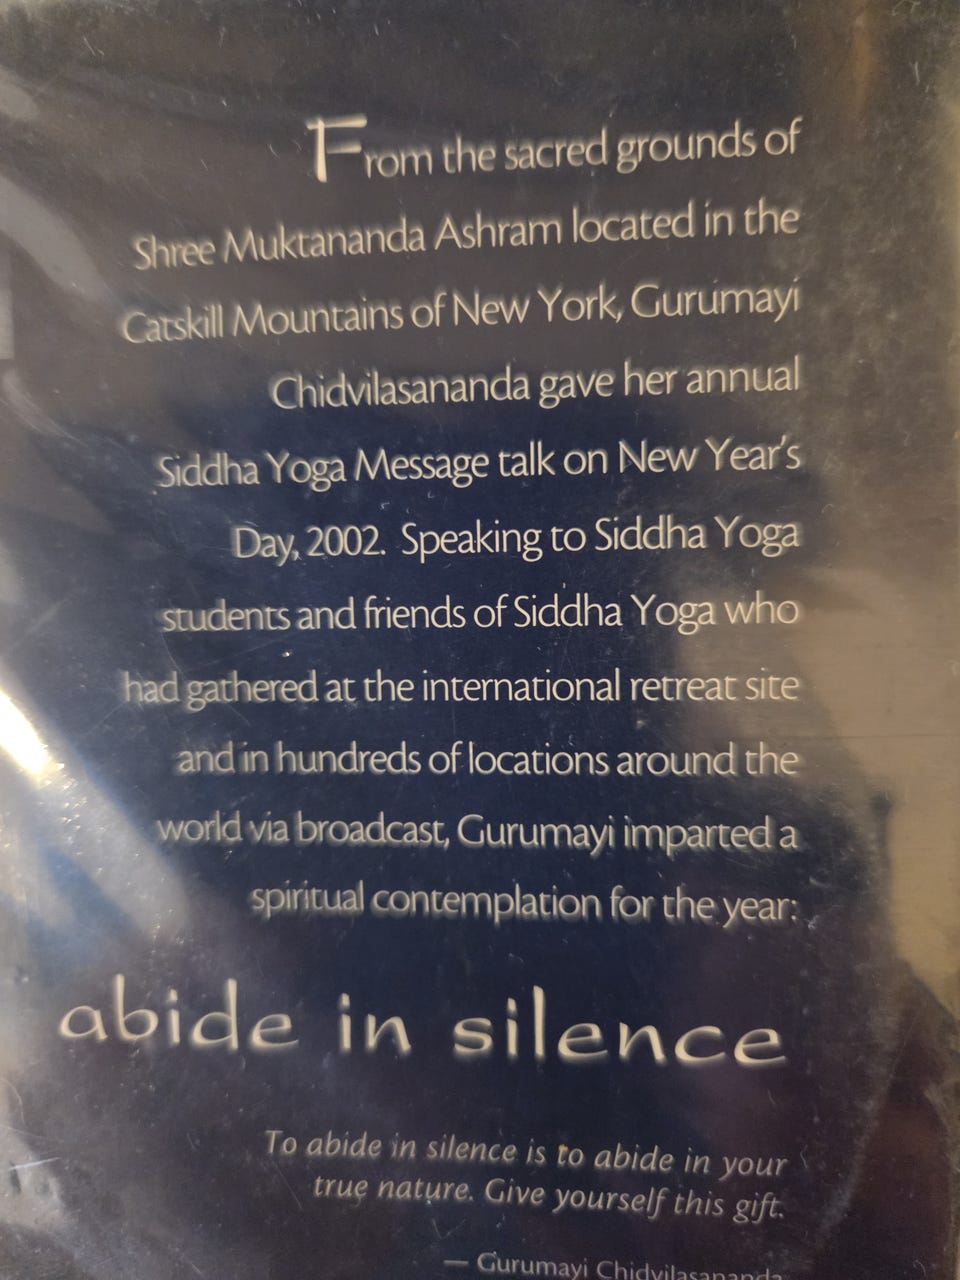 From the sacred grounds of
Shree Muktananda Ashram located in the
Catskill Mountains of New York, Gurumayi
Chidvilasananda gave her annual
Siddha Yoga Message talk on New Year's
Day, 2002. Speaking to Siddha Yoga
students and friends of Siddha Yoga who
had gathered at the international retreat site
and in hundreds of locations around the
world via broadcast, Gurumayi imparted a
spiritual contemplation for the year:
abide in silence
To abide in silence is to abide in your
true nature. Give yourself this gift.
— Gurumayi Chidvilasananda